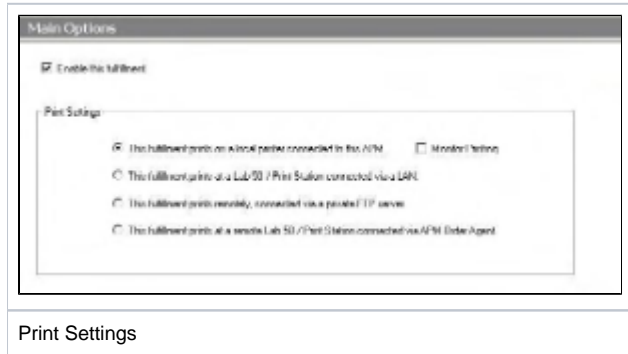 Main Options
Enable this fulfillment
Print Settings
This fulfillment prints on a local printer connected to this APM. Monitor Printing
This fulfillment prints at a Lab 50 / Print Station connected via a LAN.
This fulfillment prints remotely, connected via a private FTP server.
This fulfillment prints at a remote Lab 50 / Print Station connected via APM Order Agent
Print Settings